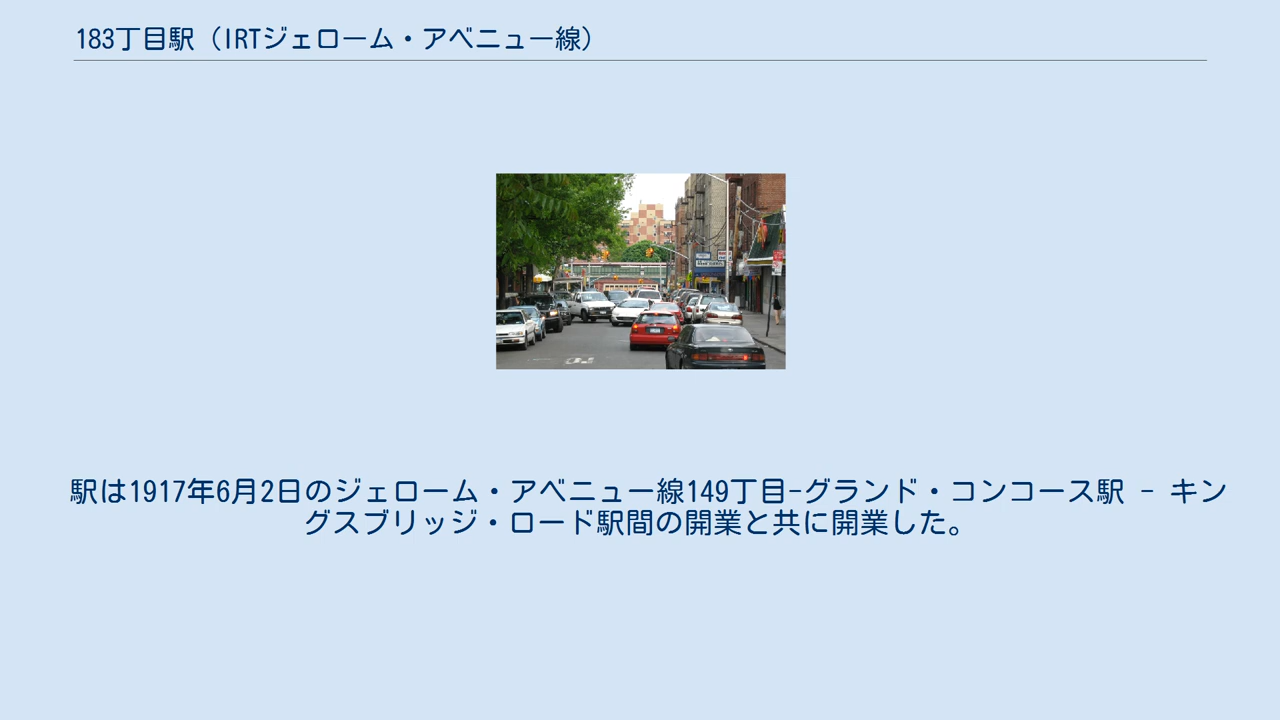 183丁目駅（IRTジェローム・アベニュー線）
駅は1917年6月2日のジェローム・アベニュー線149丁目-グランド・コンコース駅 - キン
グスブリッジ・ロード駅間の開業と共に開業した。